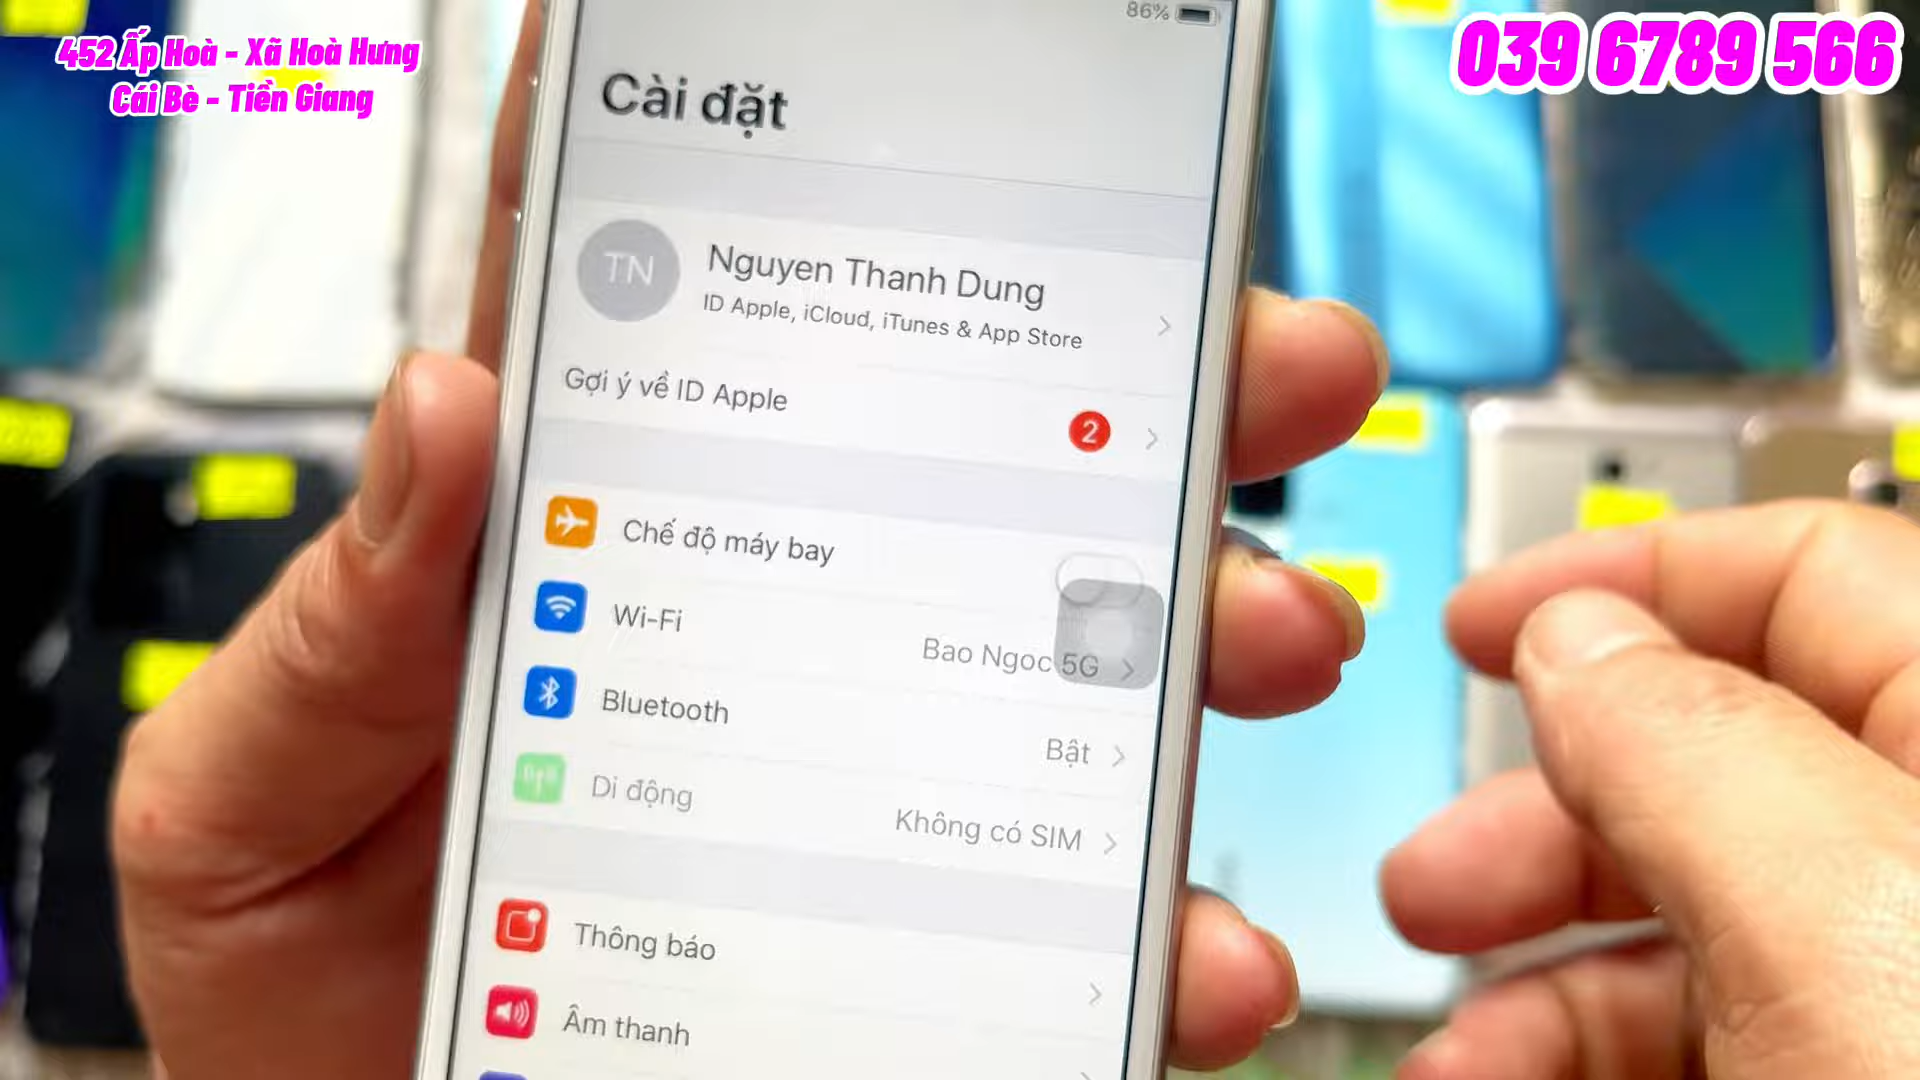 452 Ấp Hoà - Xã Hoà Hưng
Cái Bè - Tiền Giang
039 6789 566
86%
Cài đặt
TN
Nguyen Thanh Dung
ID Apple, iCloud, iTunes & App Store
Gợi ý về ID Apple
2
Chế độ máy bay
Wi-Fi
Bao Ngoc 5G
Bluetooth
Bật
Di động
Không có SIM
Thông báo
Âm thanh